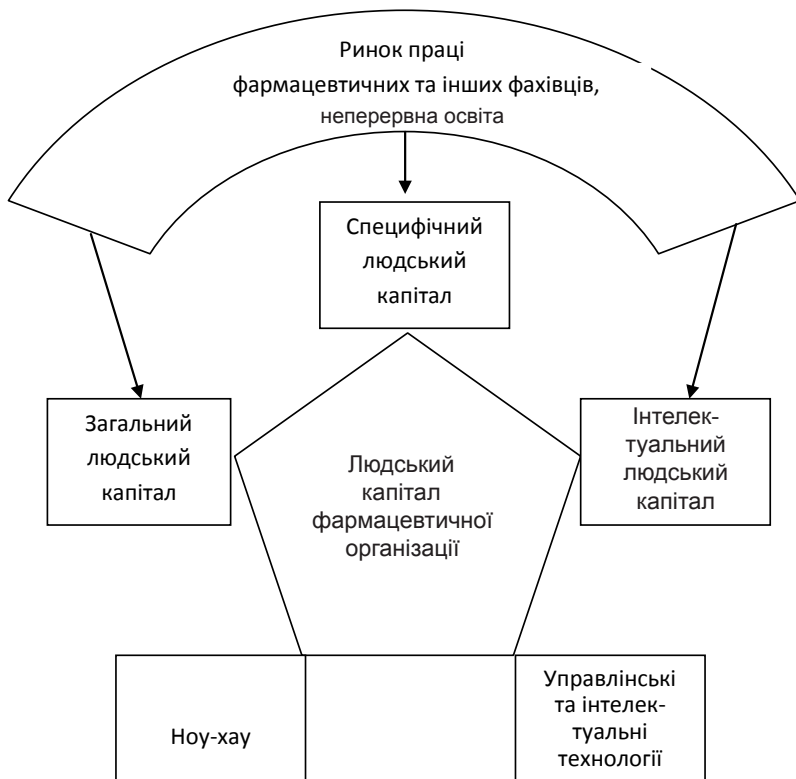 Ринок праці
фармацевтичних та інших фахівців,
неперервна освіта
Специфічний
людський
капітал
Загальний
людський
капітал
Інтелек-
туальний
людський
капітал
Людський
капітал
фармацевтичної
організації
Ноу-хау
Управлінські
та інтелек-
туальні
технології